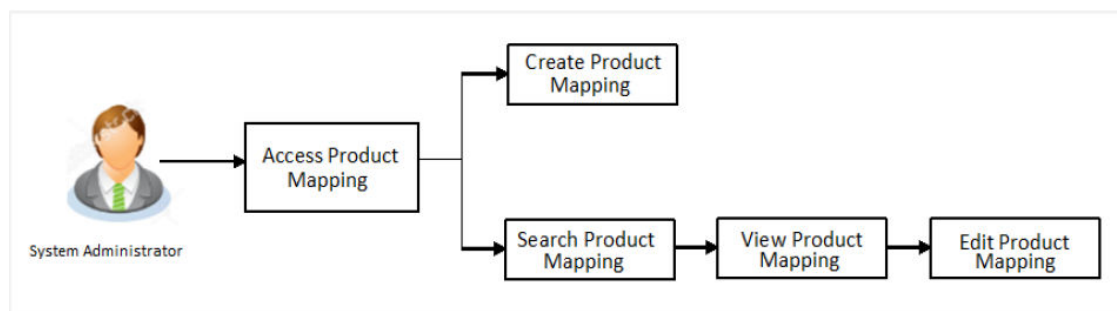 Create Product
Mapping
Access Product
Mapping
System Administrator
Search Product
Mapping
View Product
Mapping
Edit Product
Mapping